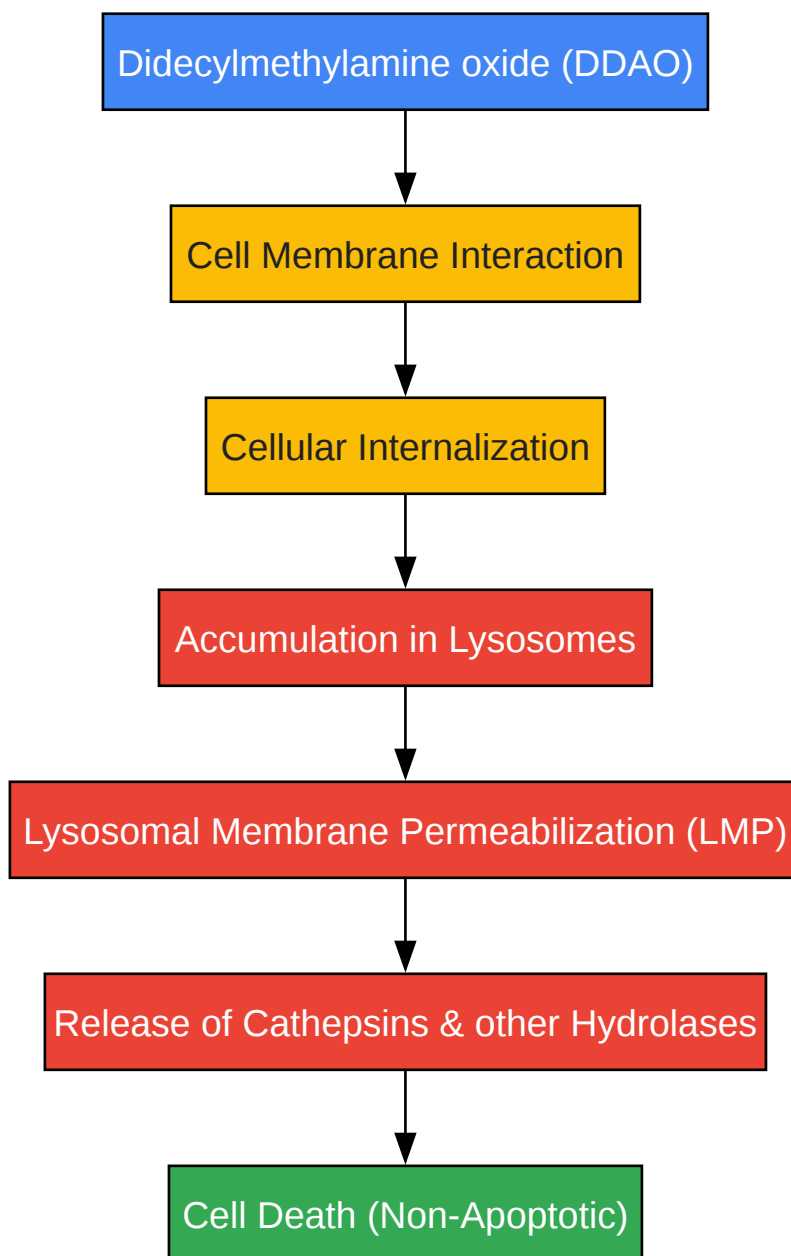 Didecylmethylamine oxide (DDAO)
Cell Membrane Interaction
Cellular Internalization
Accumulation in Lysosomes
Lysosomal Membrane Permeabilization (LMP)
Release of Cathepsins & other Hydrolases
Cell Death (Non-Apoptotic)